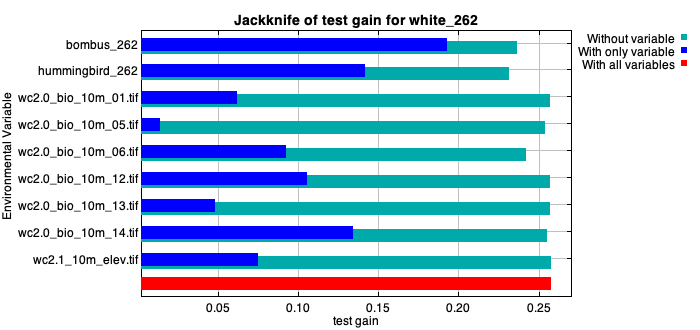 Jackknife of test gain for white_262
bombus_262
hummingbird_262
wc2.0_bio_10m_01.tif
wc2.0_bio_10m_05.tif
wc2.0_bio_10m_06.tif
wc2.0_bio_10m_12.tif
wc2.0_bio_10m_13.tif
wc2.0_bio_10m_14.tif
wc2.1_10m_elev.tif
Environmental Variable
0.05 0.10 0.15 0.20 0.25
test gain
Without variable
With only variable
With all variables